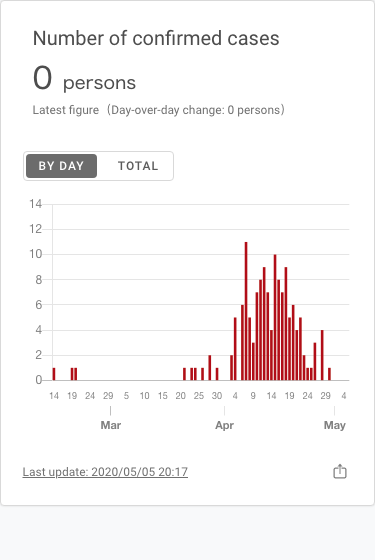 Number of confirmed cases
0 persons
Latest figure (Day-over-day change: 0 persons)
BY DAY TOTAL
14
12
10
8
6
4
2
0
14 19 24 29 5 10 15 20 25 30 4 9 14 19 24 29 4
Mar Apr May
Last update: 2020/05/05 20:17